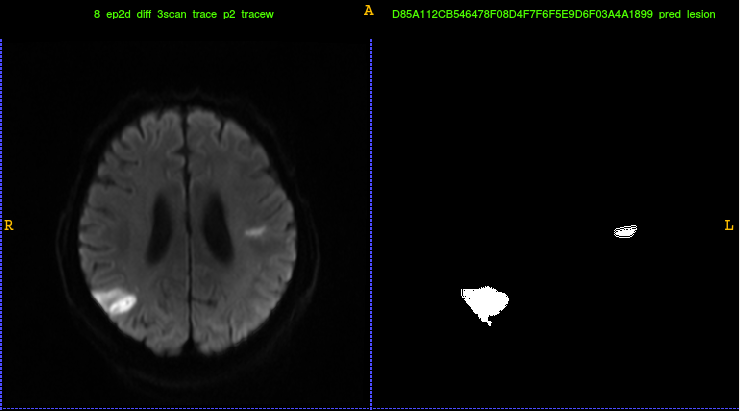 8 ep2d diff 3scan trace p2 tracew
A
D85A112CB546478F08D4F7F6F5E9D6F03A4A1899 pred lesion
R
L